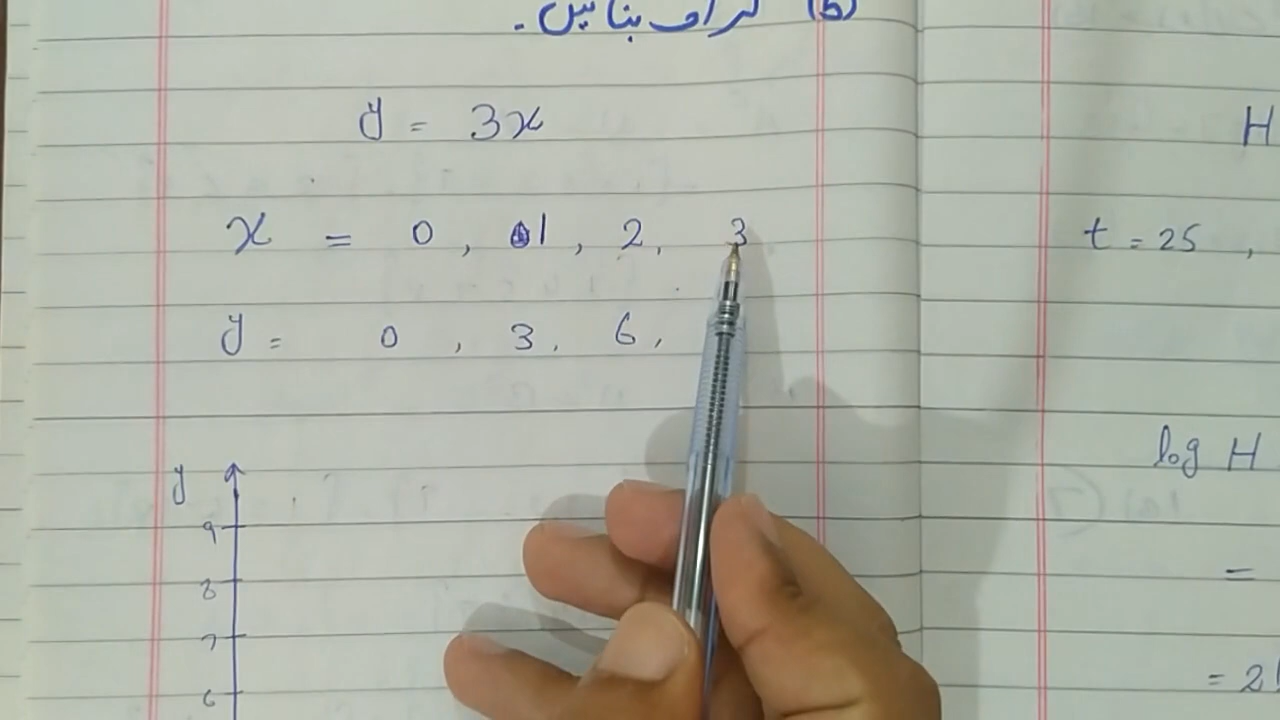 (b) گراف بنائیں۔
y = 3x
x = 0, 1, 2, 3
y = 0, 3, 6,
y
9
8
7
6
H
t = 25,
log H
=
= 2